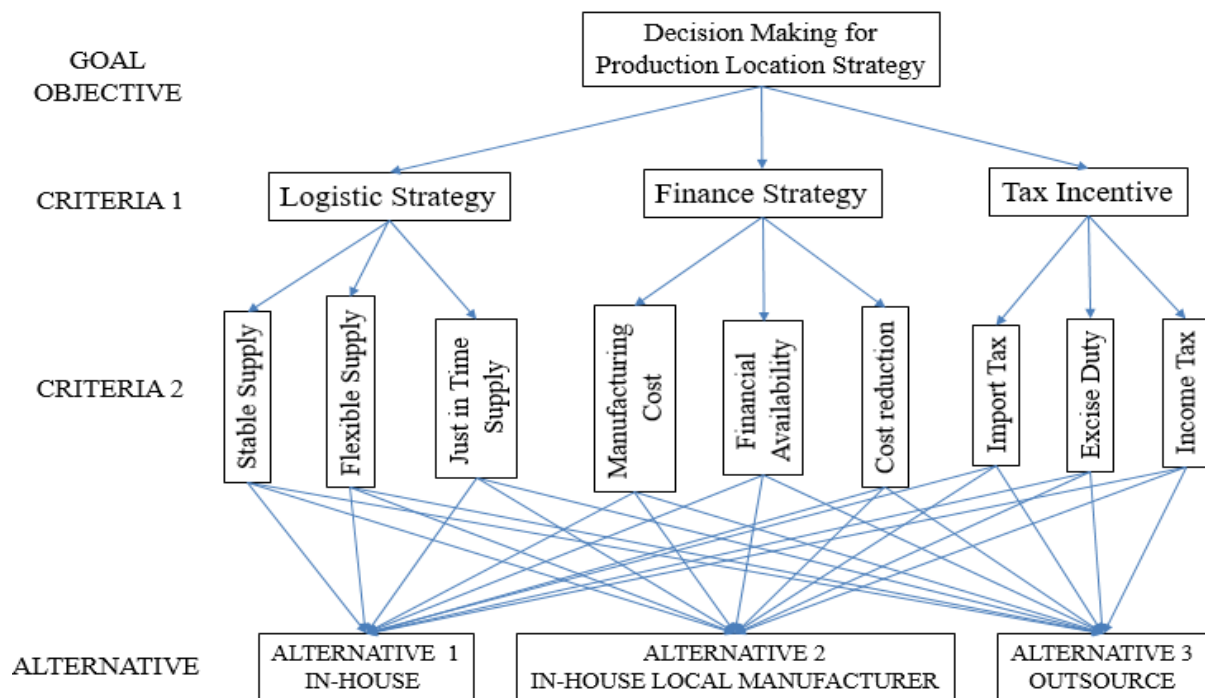 GOAL
OBJECTIVE
Decision Making for
Production Location Strategy
CRITERIA 1
Logistic Strategy
Finance Strategy
Tax Incentive
CRITERIA 2
Stable Supply
Flexible Supply
Just in Time
Supply
Manufacturing
Cost
Financial
Availability
Cost reduction
Import Tax
Excise Duty
Income Tax
ALTERNATIVE
ALTERNATIVE 1
IN-HOUSE
ALTERNATIVE 2
IN-HOUSE LOCAL MANUFACTURER
ALTERNATIVE 3
OUTSOURCE